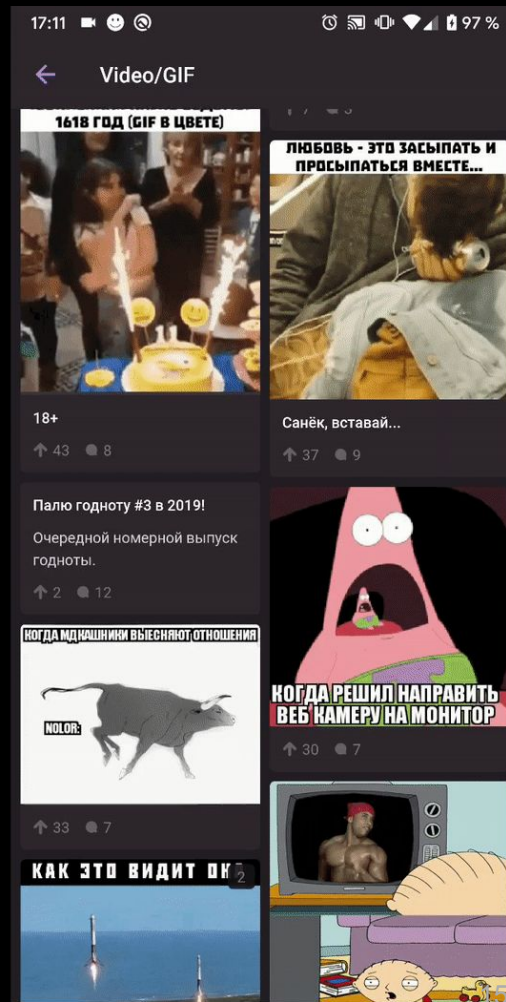 17:11
97 %
Video/GIF
1618 ГОД (GIF В ЦВЕТЕ)
18+
43 8
Палю годноту #3 в 2019!
Очередной номерной выпуск
годноты.
2 12
КОГДА МДКАШНИКИ ВЫЕСНЯЮТ ОТНОШЕНИЯ
NOLOR:
33 7
КАК ЭТО ВИДИТ
2
ЛЮБОВЬ - ЭТО ЗАСЫПАТЬ И
ПРОСЫПАТЬСЯ ВМЕСТЕ...
Санёк, вставай...
37 9
КОГДА РЕШИЛ НАПРАВИТЬ
ВЕБ КАМЕРУ НА МОНИТОР
30 7